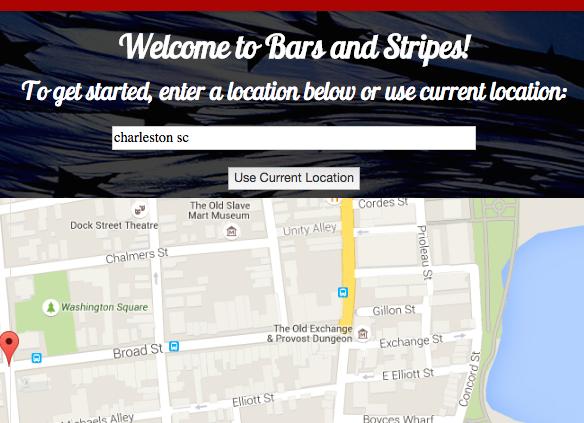 Welcome to Bars and Stripes!
To get started, enter a location below or use current location:
charleston sc
Use Current Location
The Old Slave
Mart Museum
Cordes St
Dock Street Theatre
Unity Alley
Prioleau St
Chalmers St
Washington Square
Gillon St
The Old Exchange
& Provost Dungeon
Exchange St
Broad St
E Elliott St
Concord St
Elliott St
Michaels Alley
Boyces Wharf